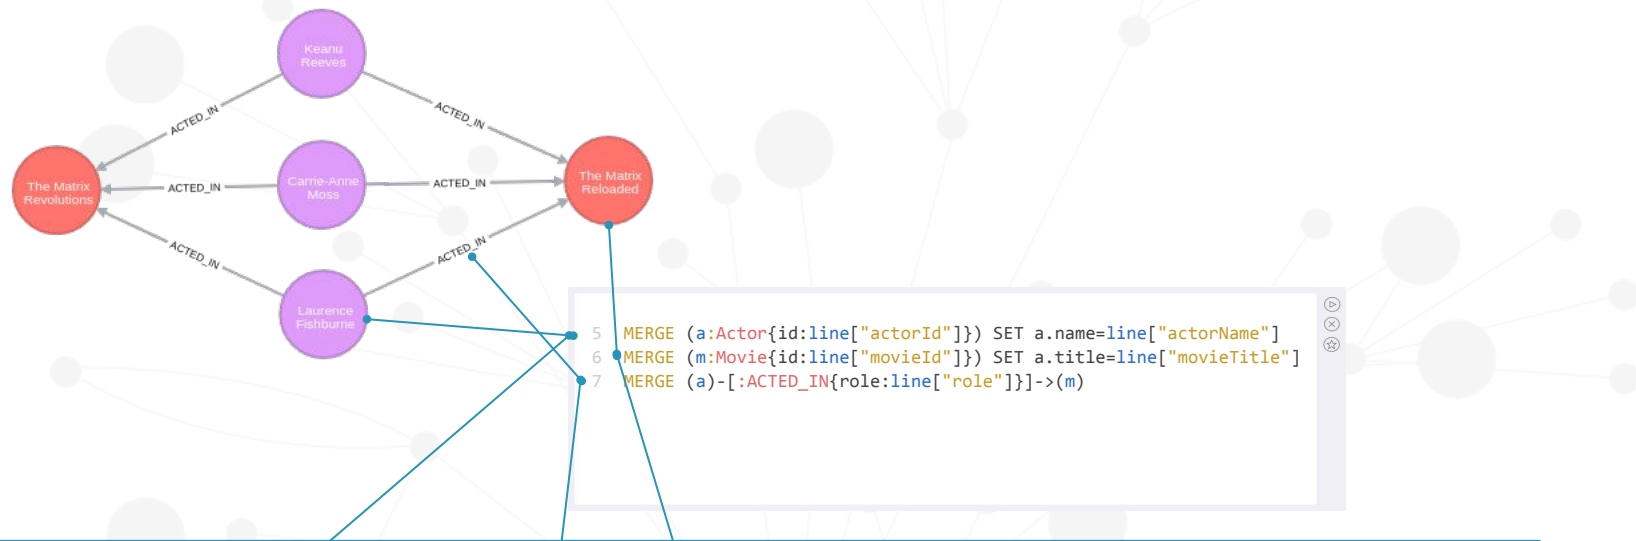 Keanu
Reeves
ACTED_IN
ACTED_IN
The Matrix
Revolutions
ACTED_IN
Carrie-Anne
Moss
ACTED_IN
The Matrix
Reloaded
ACTED_IN
ACTED_IN
Laurence
Fishburne
5 MERGE (a:Actor{id:line["actorId"]}) SET a.name=line["actorName"]
6 MERGE (m:Movie{id:line["movieId"]}) SET a.title=line["movieTitle"]
7 MERGE (a)-[:ACTED_IN{role:line["role"]}]->(m)